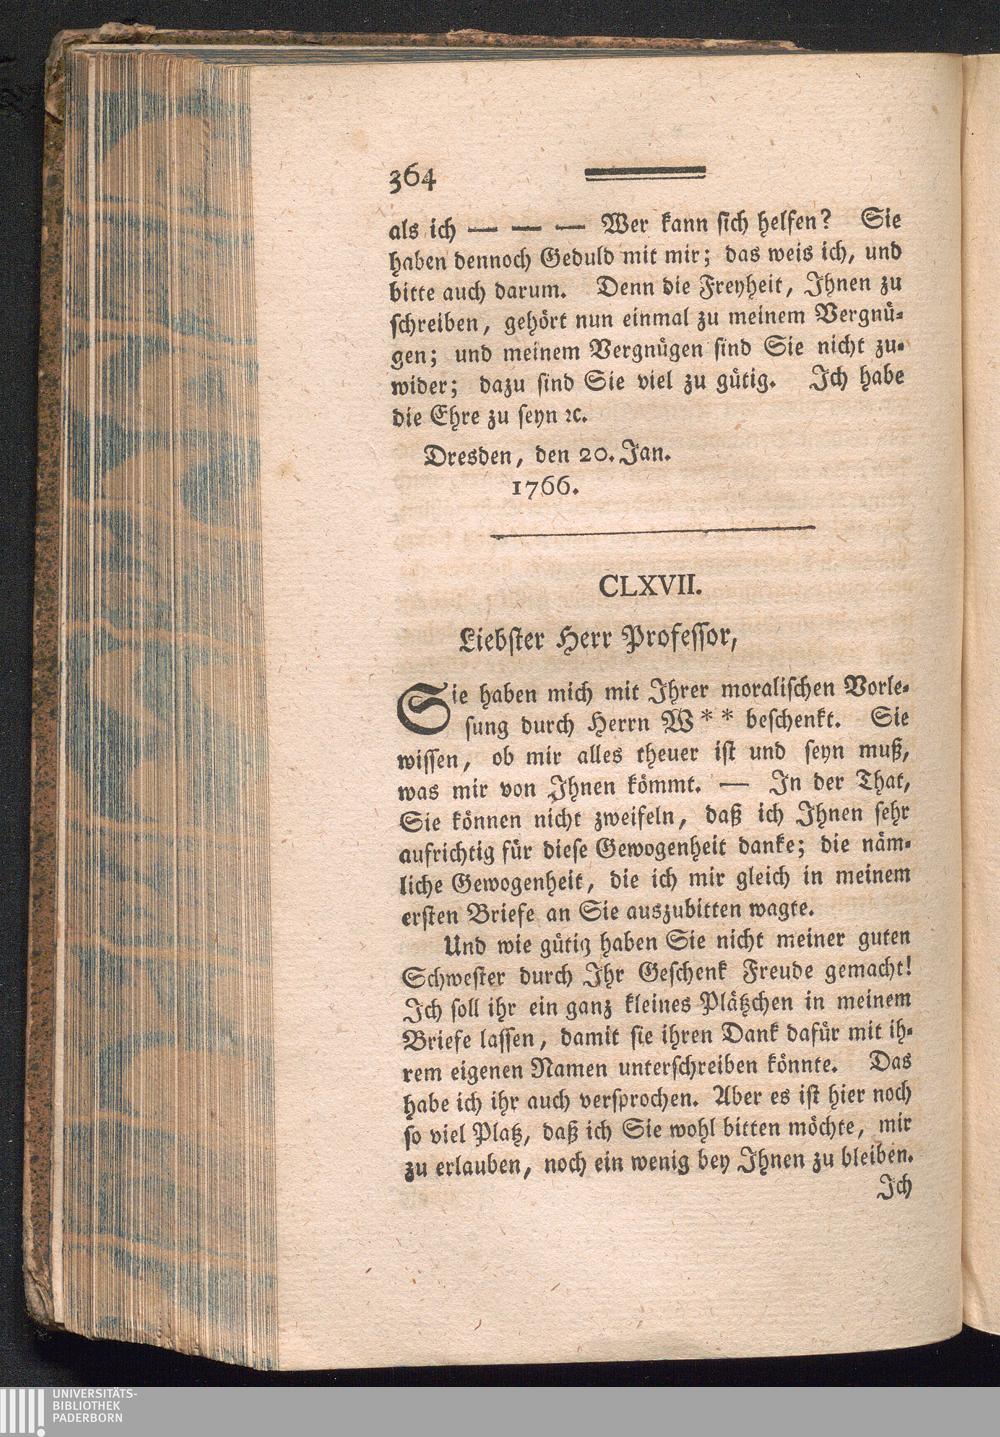 364
als ich — — — Wer kann sich helfen? Sie
haben dennoch Geduld mit mir; das weis ich, und
bitte auch darum. Denn die Freyheit, Ihnen zu
schreiben, gehört nun einmal zu meinem Vergnü-
gen; und meinem Vergnügen sind Sie nicht zu-
wider; dazu sind Sie viel zu gütig. Ich habe
die Ehre zu seyn ꝛc.
Dresden, den 20. Jan.
1766.
CLXVII.
Liebster Herr Professor,
Sie haben mich mit Ihrer moralischen Vorle-
sung durch Herrn W** beschenkt. Sie
wissen, ob mir alles theuer ist und seyn muß,
was mir von Ihnen kömmt. — In der That,
Sie können nicht zweifeln, daß ich Ihnen sehr
aufrichtig für diese Gewogenheit danke; die näm-
liche Gewogenheit, die ich mir gleich in meinem
ersten Briefe an Sie auszubitten wagte.
Und wie gütig haben Sie nicht meiner guten
Schwester durch Ihr Geschenk Freude gemacht!
Ich soll ihr ein ganz kleines Plätzchen in meinem
Briefe lassen, damit sie ihren Dank dafür mit ih-
rem eigenen Namen unterschreiben könnte. Das
habe ich ihr auch versprochen. Aber es ist hier noch
so viel Platz, daß ich Sie wohl bitten möchte, mir
zu erlauben, noch ein wenig bey Ihnen zu bleiben.
Ich
UNIVERSITÄTS-
BIBLIOTHEK
PADERBORN